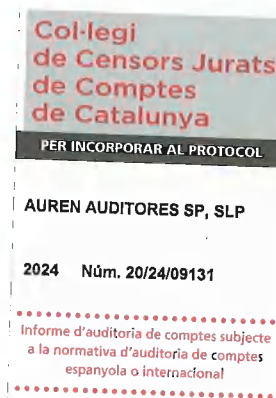 Col·legi
de Censors Jurats
de Comptes
de Catalunya
PER INCORPORAR AL PROTOCOL
AUREN AUDITORES SP, SLP
2024 Núm. 20/24/09131
Informe d'auditoria de comptes subjecte
a la normativa d'auditoria de comptes
espanyola o internacional